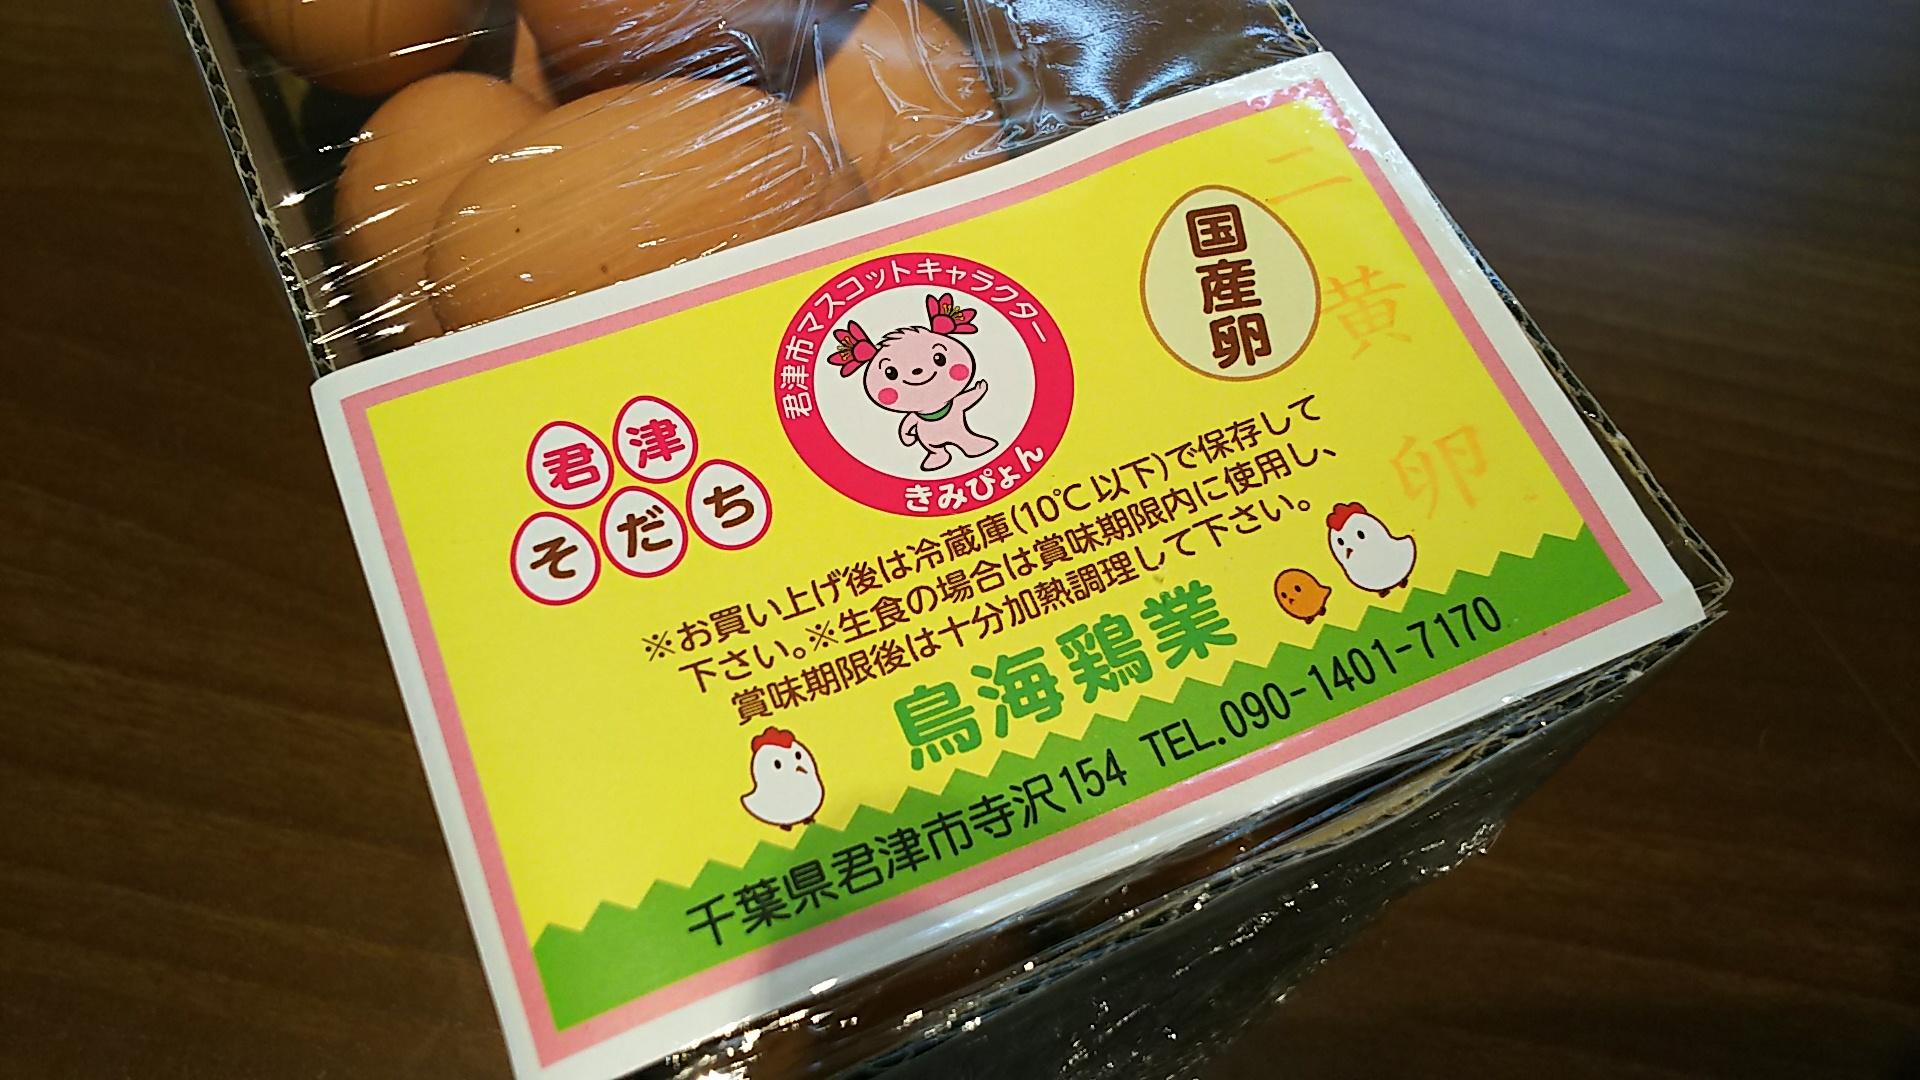 二黄卵
国産卵
君津市マスコットキャラクター
きみぴょん
君津
そだち
※お買い上げ後は冷蔵庫(10℃以下)で保存して
下さい。※生食の場合は賞味期限内に使用し、
賞味期限後は十分加熱調理して下さい。
鳥海鶏業
千葉県君津市寺沢154 TEL.090-1401-7170